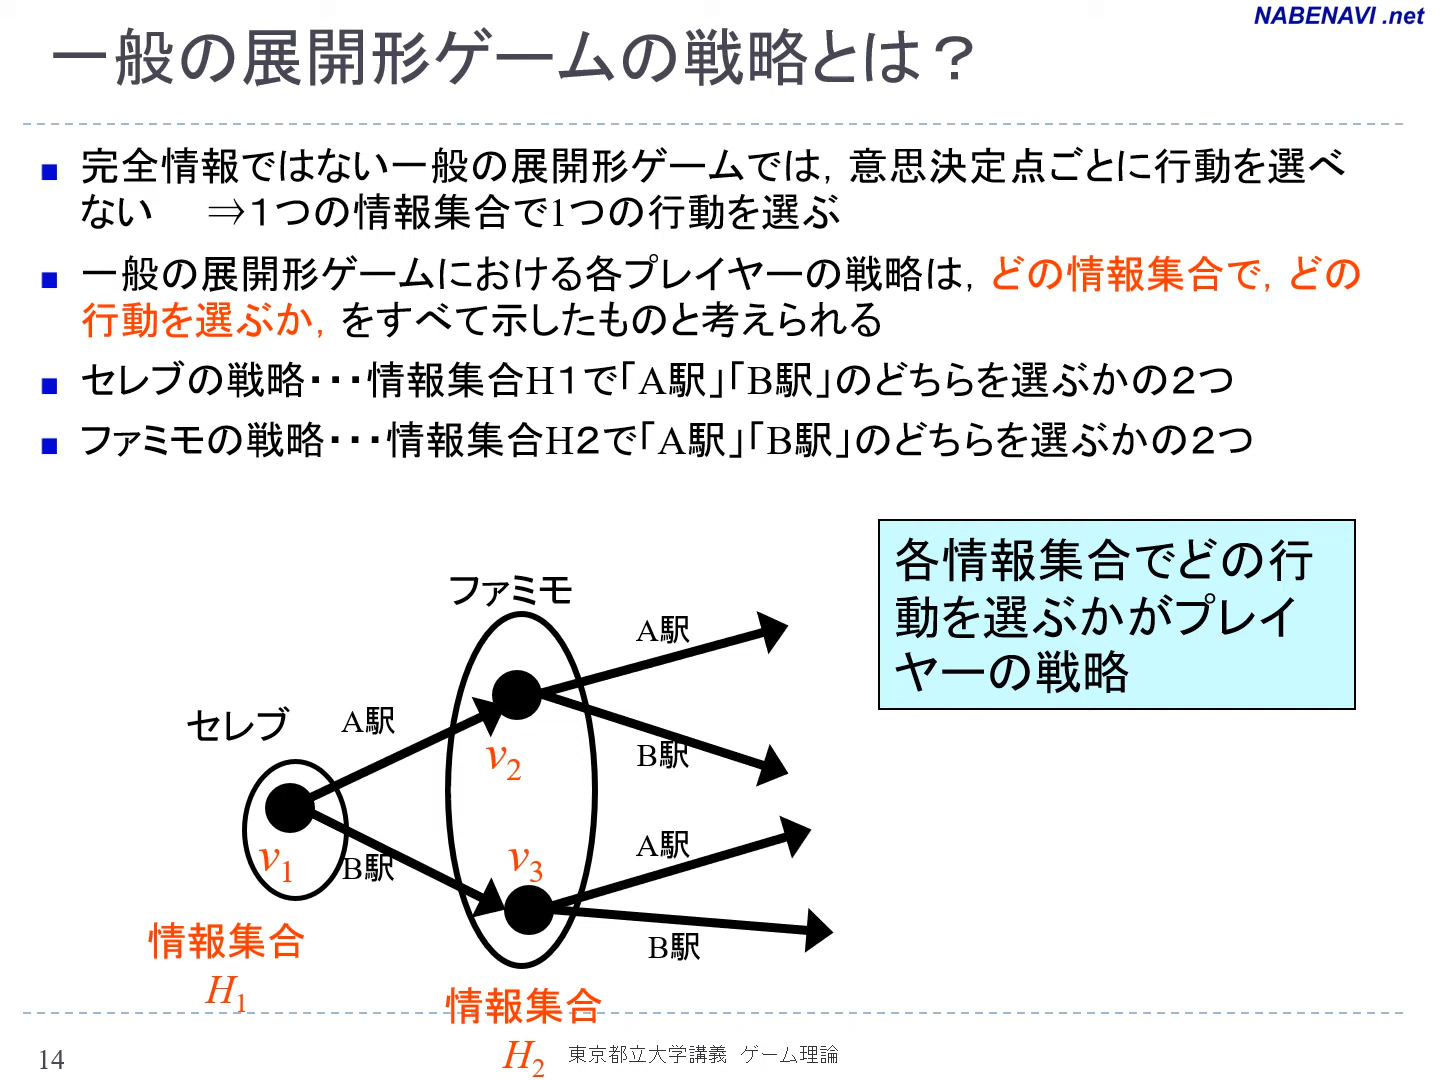 NABENAVI .net
一般の展開形ゲームの戦略とは？
完全情報ではない一般の展開形ゲームでは，意思決定点ごとに行動を選べ
ない　⇒１つの情報集合で1つの行動を選ぶ
一般の展開形ゲームにおける各プレイヤーの戦略は，どの情報集合で，どの
行動を選ぶか，をすべて示したものと考えられる
セレブの戦略・・・情報集合H１で「A駅」「B駅」のどちらを選ぶかの２つ
ファミモの戦略・・・情報集合H２で「A駅」「B駅」のどちらを選ぶかの２つ
各情報集合でどの行
動を選ぶかがプレイ
ヤーの戦略
ファミモ
A駅
セレブ
A駅
v2
B駅
v1
B駅
v3
A駅
B駅
情報集合
H1
情報集合
H2
14
東京都立大学講義　ゲーム理論